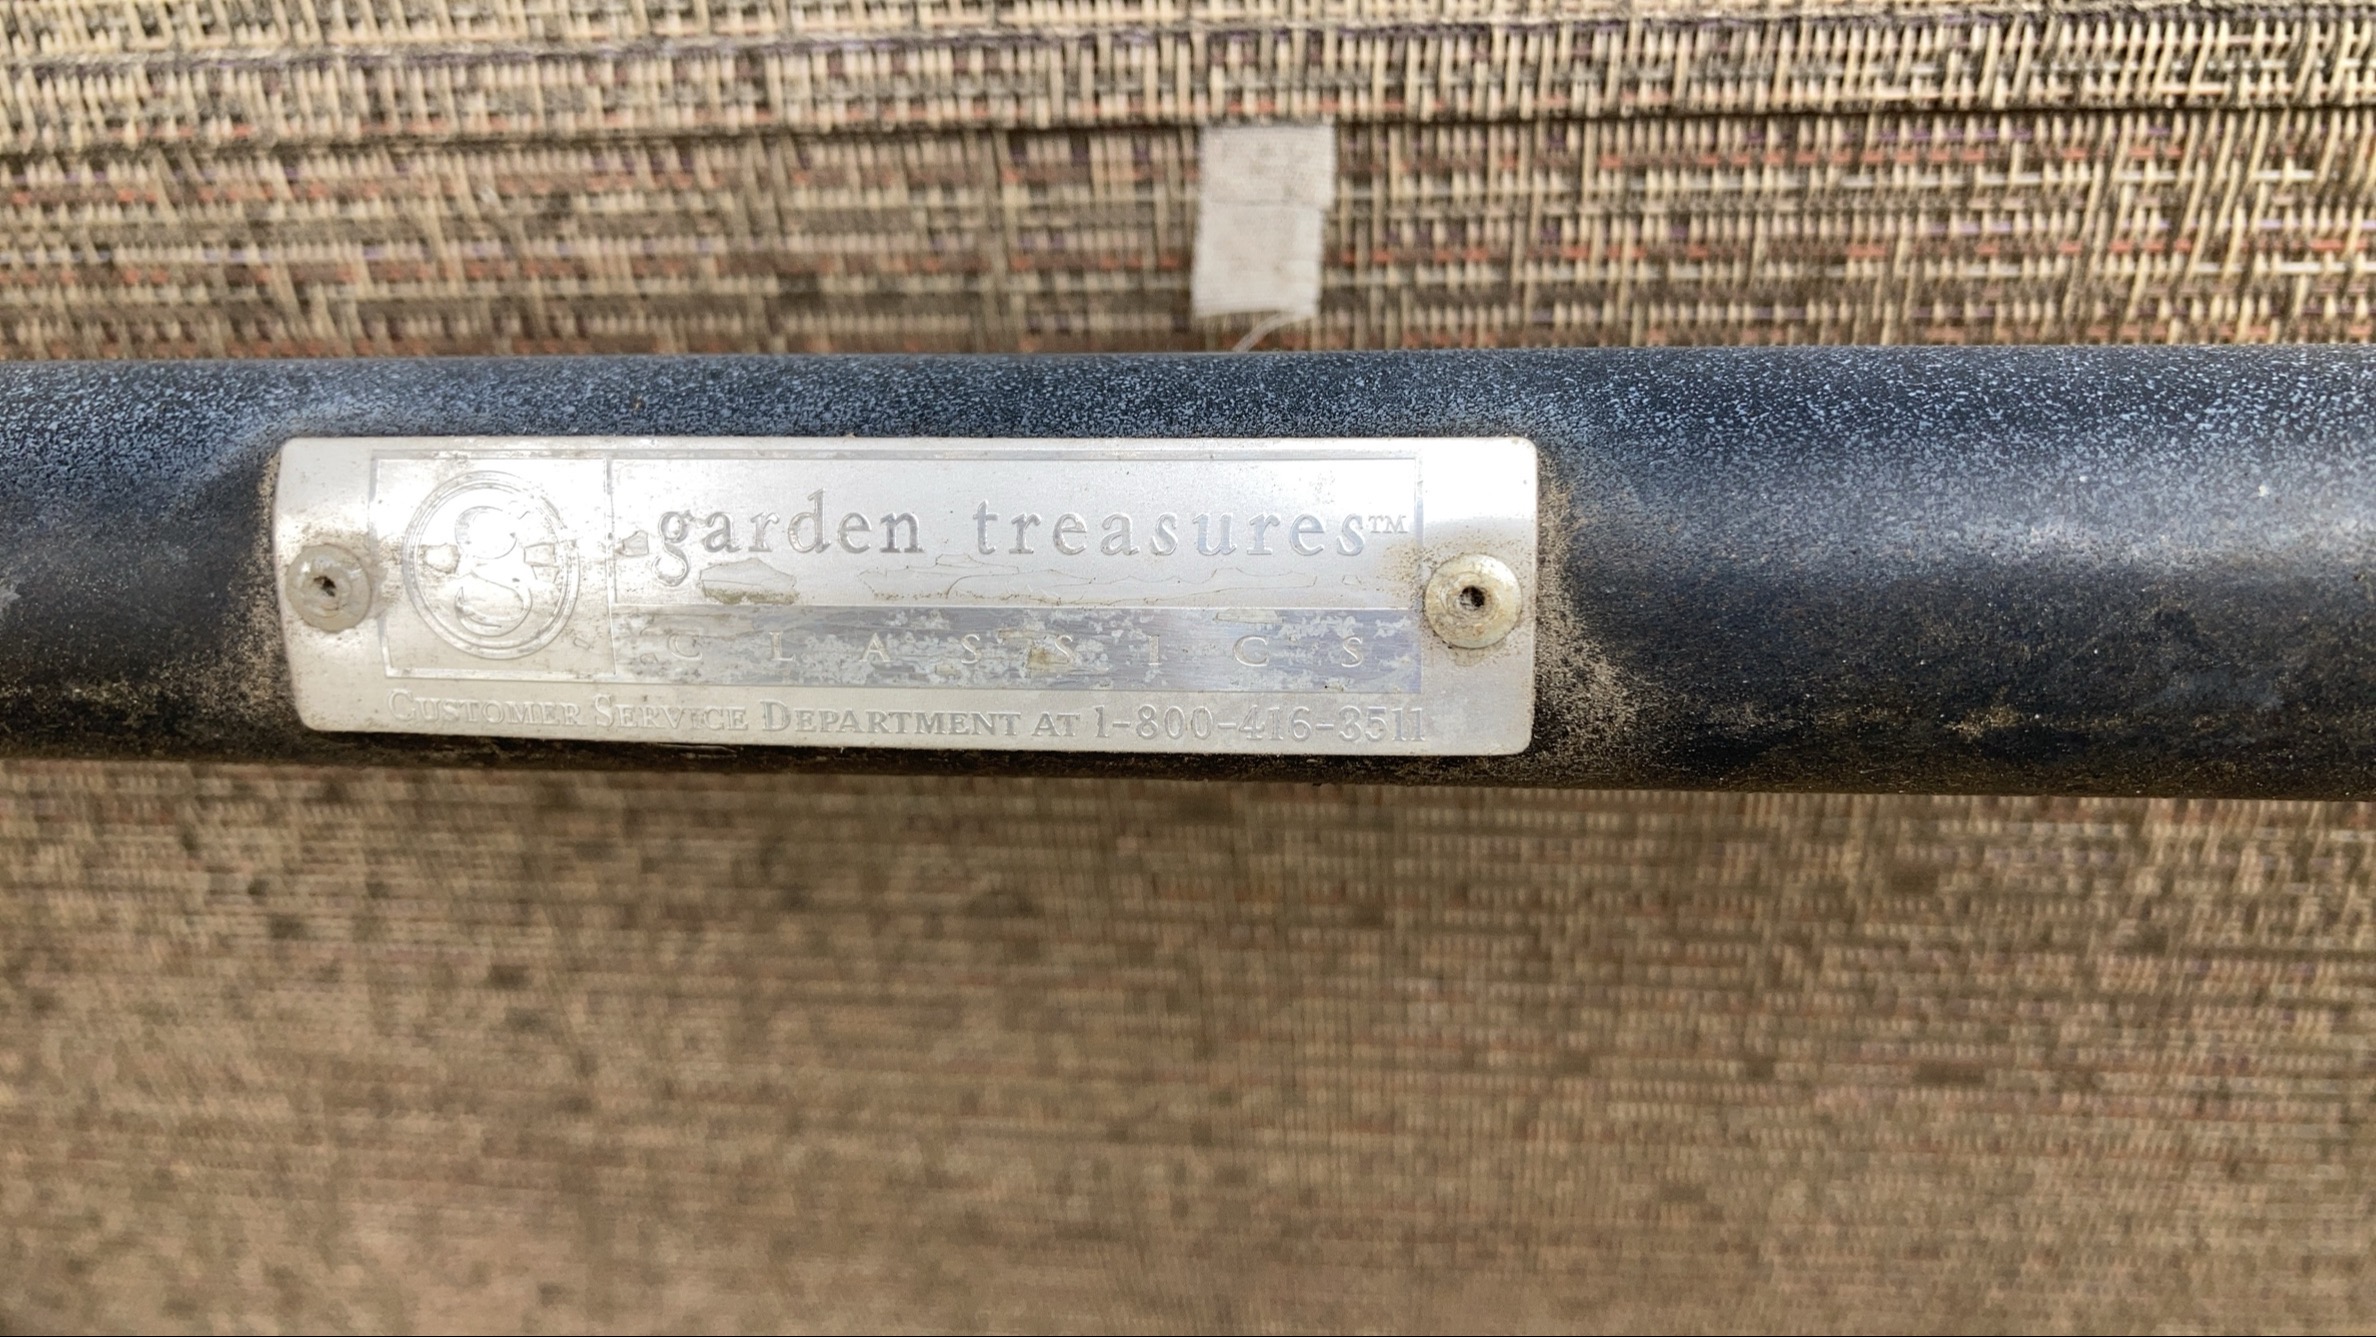 garden treasures™
CLASSICS
CUSTOMER SERVICE DEPARTMENT AT 1-800-416-3511